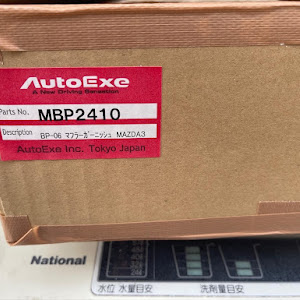 AutoExe
A New Driving Sensation
Parts No. MBP2410
Description BP-06 マフラーガーニッシュ MAZDA3
AutoExe Inc. Tokyo Japan
National
水位 水量目安
洗剤量目安